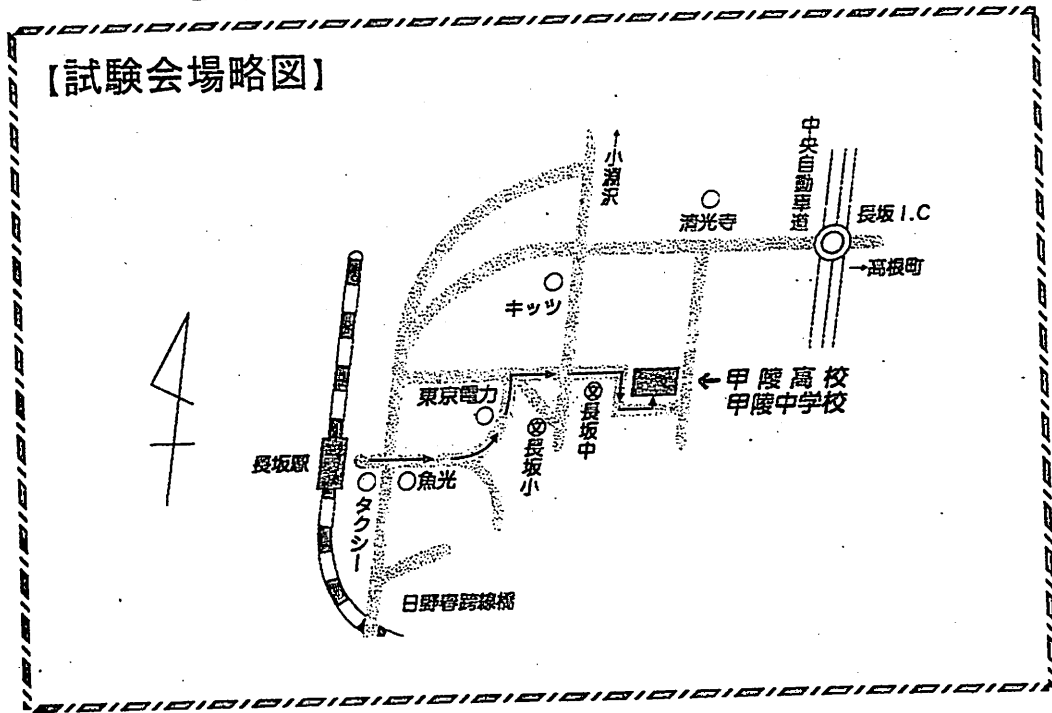 【試験会場略図】
中央自動車道
→小淵沢
清光寺
長坂I.C
→高根町
キッツ
東京電力
←甲陵高校
甲陵中学校
文長坂中
文長坂小
長坂駅
魚光
タクシー
日野春跨線橋